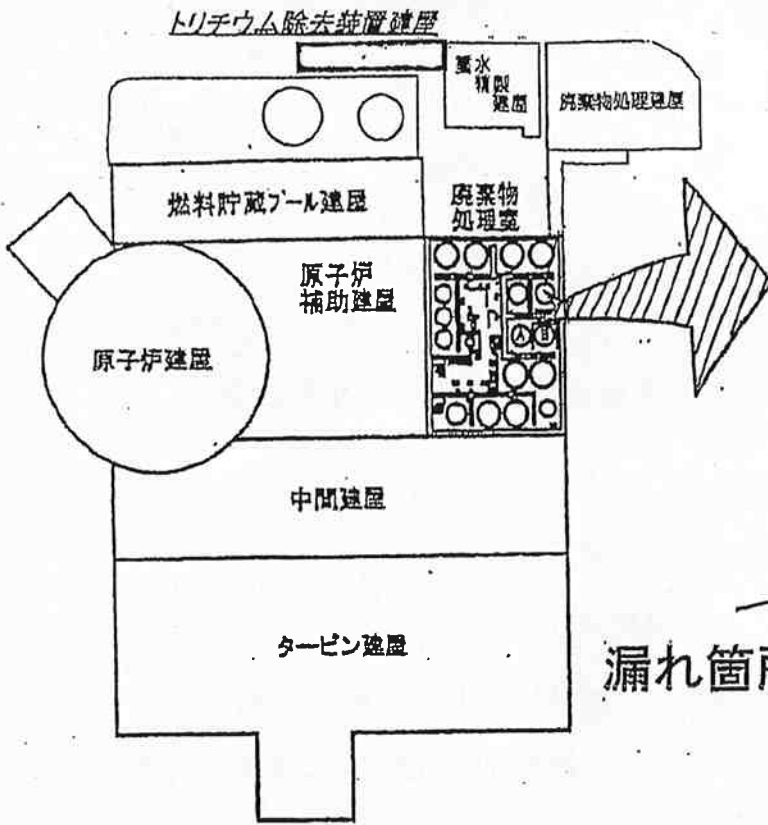 トリチウム除去装置建屋
重水
精製
建屋
廃棄物処理建屋
燃料貯蔵プール建屋
廃棄物
処理室
原子炉
補助建屋
原子炉建屋
A
B
中間建屋
タービン建屋
漏れ箇所